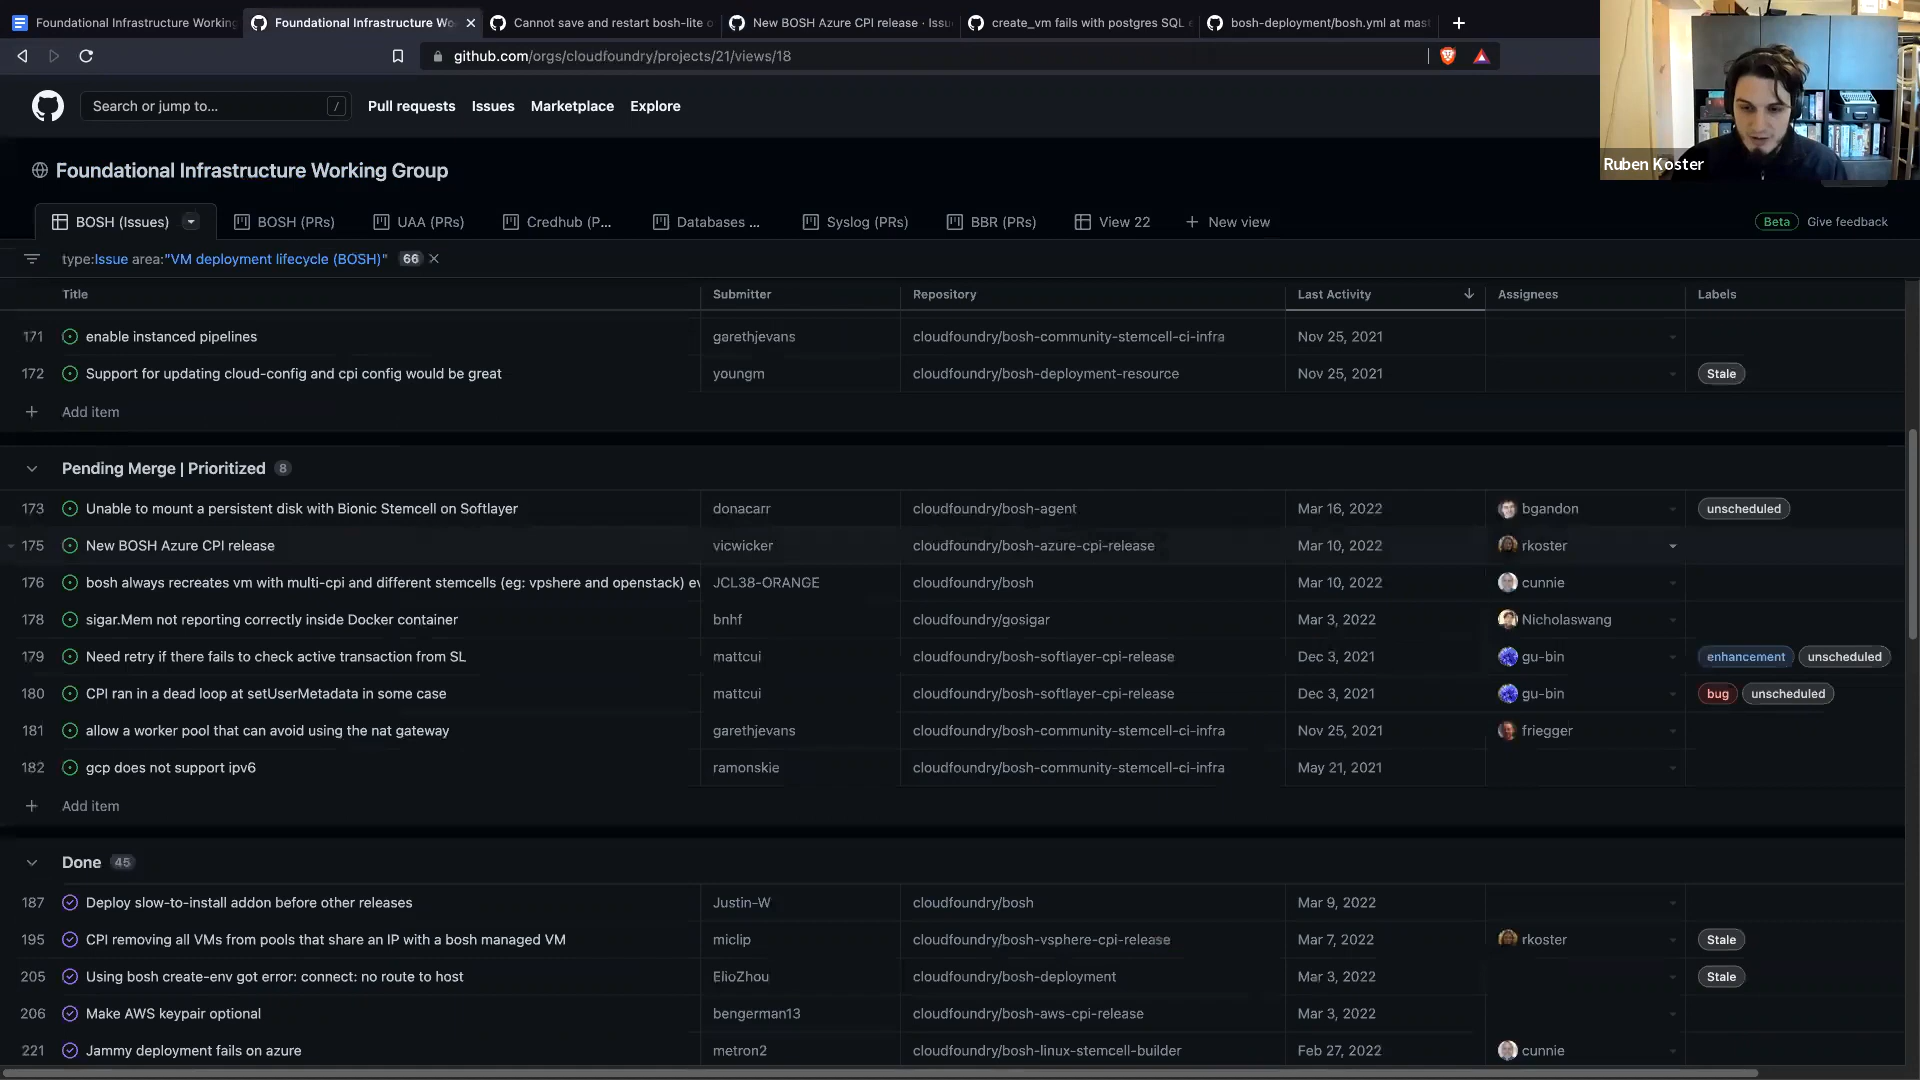 Foundational Infrastructure Working
Foundational Infrastructure Wo
Cannot save and restart bosh-lite o
New BOSH Azure CPI release · Issu
create_vm fails with postgres SQL
bosh-deployment/bosh.yml at mast
github.com/orgs/cloudfoundry/projects/21/views/18
Search or jump to... /
Pull requests Issues Marketplace Explore
Ruben Koster
Foundational Infrastructure Working Group
BOSH (Issues) BOSH (PRs) UAA (PRs) Credhub (P... Databases ... Syslog (PRs) BBR (PRs) View 22 New view Beta Give feedback
type:Issue area:"VM deployment lifecycle (BOSH)" 66
Title Submitter Repository Last Activity Assignees Labels
171 enable instanced pipelines garethjevans cloudfoundry/bosh-community-stemcell-ci-infra Nov 25, 2021
172 Support for updating cloud-config and cpi config would be great youngm cloudfoundry/bosh-deployment-resource Nov 25, 2021 Stale
Add item
Pending Merge | Prioritized 8
173 Unable to mount a persistent disk with Bionic Stemcell on Softlayer donacarr cloudfoundry/bosh-agent Mar 16, 2022 bgandon unscheduled
175 New BOSH Azure CPI release vicwicker cloudfoundry/bosh-azure-cpi-release Mar 10, 2022 rkoster
176 bosh always recreates vm with multi-cpi and different stemcells (eg: vpshere and openstack) ev JCL38-ORANGE cloudfoundry/bosh Mar 10, 2022 cunnie
178 sigar.Mem not reporting correctly inside Docker container bnhf cloudfoundry/gosigar Mar 3, 2022 Nicholaswang
179 Need retry if there fails to check active transaction from SL mattcui cloudfoundry/bosh-softlayer-cpi-release Dec 3, 2021 gu-bin enhancement unscheduled
180 CPI ran in a dead loop at setUserMetadata in some case mattcui cloudfoundry/bosh-softlayer-cpi-release Dec 3, 2021 gu-bin bug unscheduled
181 allow a worker pool that can avoid using the nat gateway garethjevans cloudfoundry/bosh-community-stemcell-ci-infra Nov 25, 2021 friegger
182 gcp does not support ipv6 ramonskie cloudfoundry/bosh-community-stemcell-ci-infra May 21, 2021
Add item
Done 45
187 Deploy slow-to-install addon before other releases Justin-W cloudfoundry/bosh Mar 9, 2022
195 CPI removing all VMs from pools that share an IP with a bosh managed VM miclip cloudfoundry/bosh-vsphere-cpi-release Mar 7, 2022 rkoster Stale
205 Using bosh create-env got error: connect: no route to host ElioZhou cloudfoundry/bosh-deployment Mar 3, 2022 Stale
206 Make AWS keypair optional bengerman13 cloudfoundry/bosh-aws-cpi-release Mar 3, 2022
221 Jammy deployment fails on azure metron2 cloudfoundry/bosh-linux-stemcell-builder Feb 27, 2022 cunnie